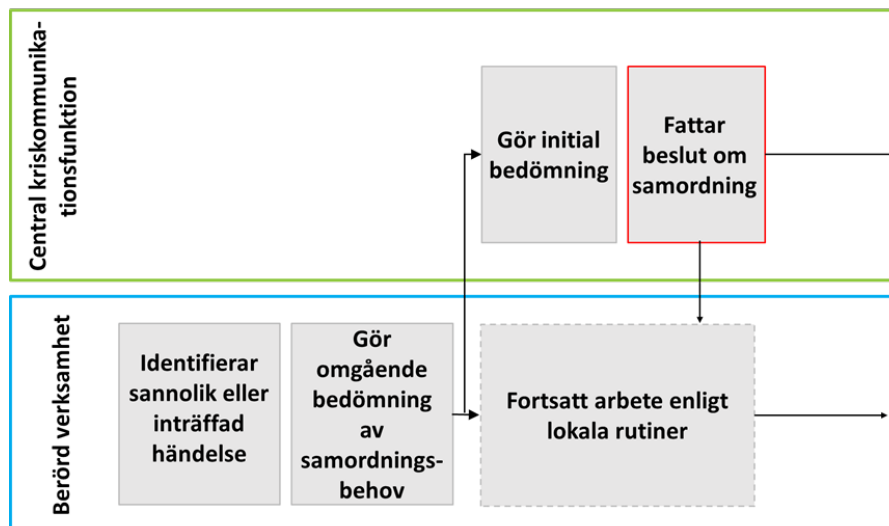 Central kriskommunika-
tionsfunktion
Gör initial
bedömning
Fattar
beslut om
samordning
Berörd verksamhet
Identifierar
sannolik eller
inträffad
händelse
Gör
omgående
bedömning
av
samordnings-
behov
Fortsatt arbete enligt
lokala rutiner